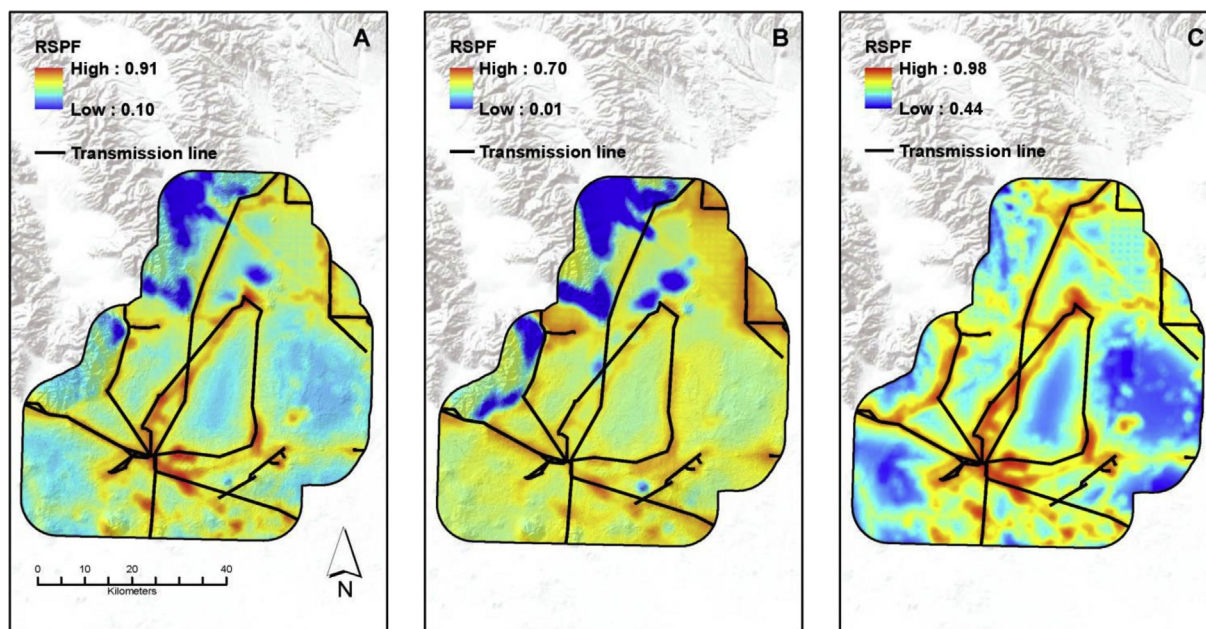 A
RSPF
High : 0.91
Low : 0.10
Transmission line
0 10 20 40
Kilometers
N
B
RSPF
High : 0.70
Low : 0.01
Transmission line
C
RSPF
High : 0.98
Low : 0.44
Transmission line